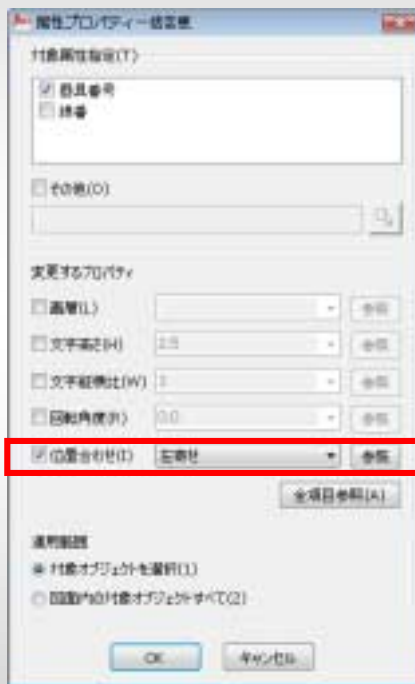 属性プロパティ一括変更
対象属性指定(T)
器具番号
線番
その他(O)
変更するプロパティ
画層(L)
参照
文字高さ(H) 2.5
参照
文字縦横比(W) 1
参照
回転角度(R) 0.0
参照
位置合わせ(I) 左寄せ 参照
全項目参照(A)
適用範囲
対象オブジェクトを選択(1)
図面内の対象オブジェクトすべて(2)
OK キャンセル